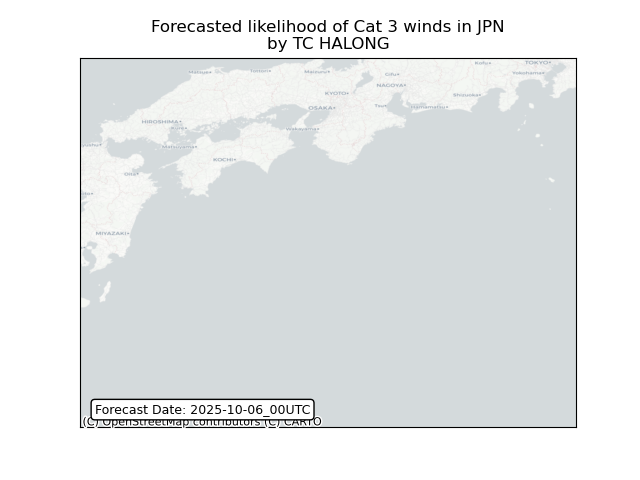 Forecasted likelihood of Cat 3 winds in JPN
by TC HALONG
TOKYO
Yokohama
NAGOYA
KYOTO
OSAKA
Shizuoka
HIROSHIMA
Matsuyama
KOCHI
MIYAZAKI
Forecast Date: 2025-10-06_00UTC
(C) OpenStreetMap contributors (C) CARTO